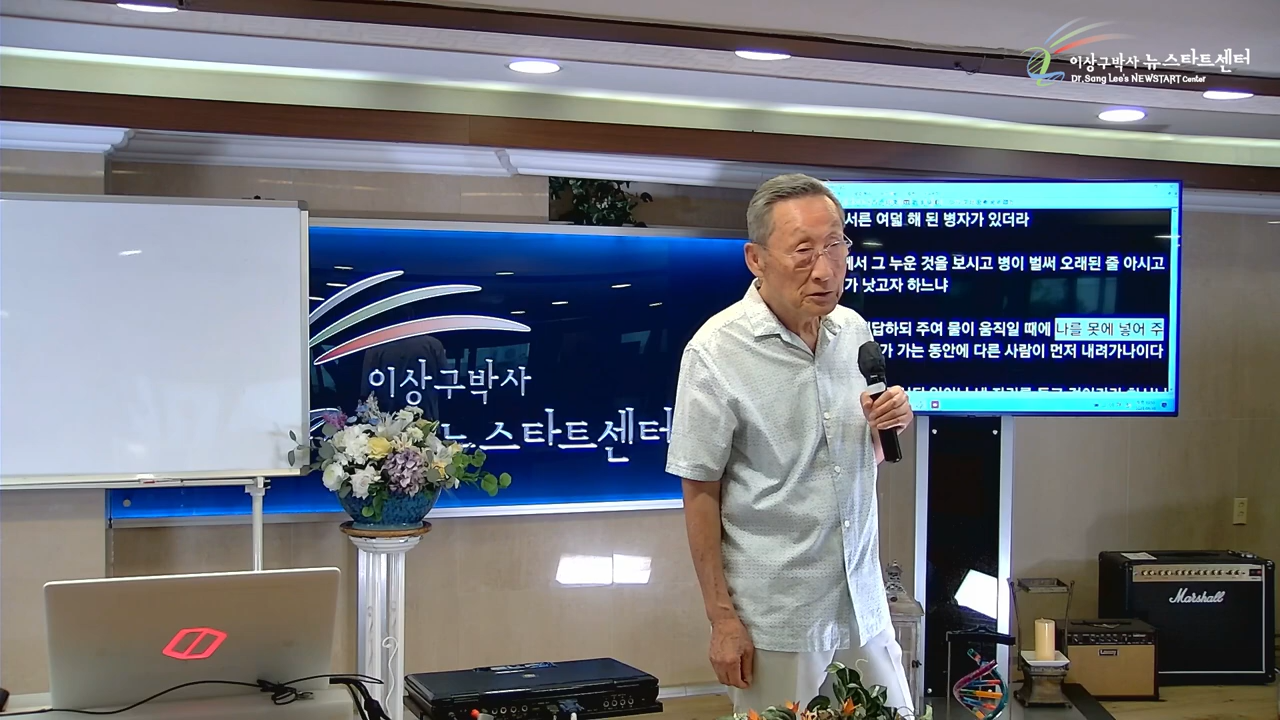 이상구박사 뉴스타트센터
Dr. Sang Lee's NEWSTART Center
이상구박사
뉴스타트센터
서른 여덟 해 된 병자가 있더라
서 그 누운 것을 보시고 병이 벌써 오래된 줄 아시고
가 낫고자 하느냐
답하되 주여 물이 움직일 때에 나를 못에 넣어 주
가 가는 동안에 다른 사람이 먼저 내려가나이다
Marshall
Laney